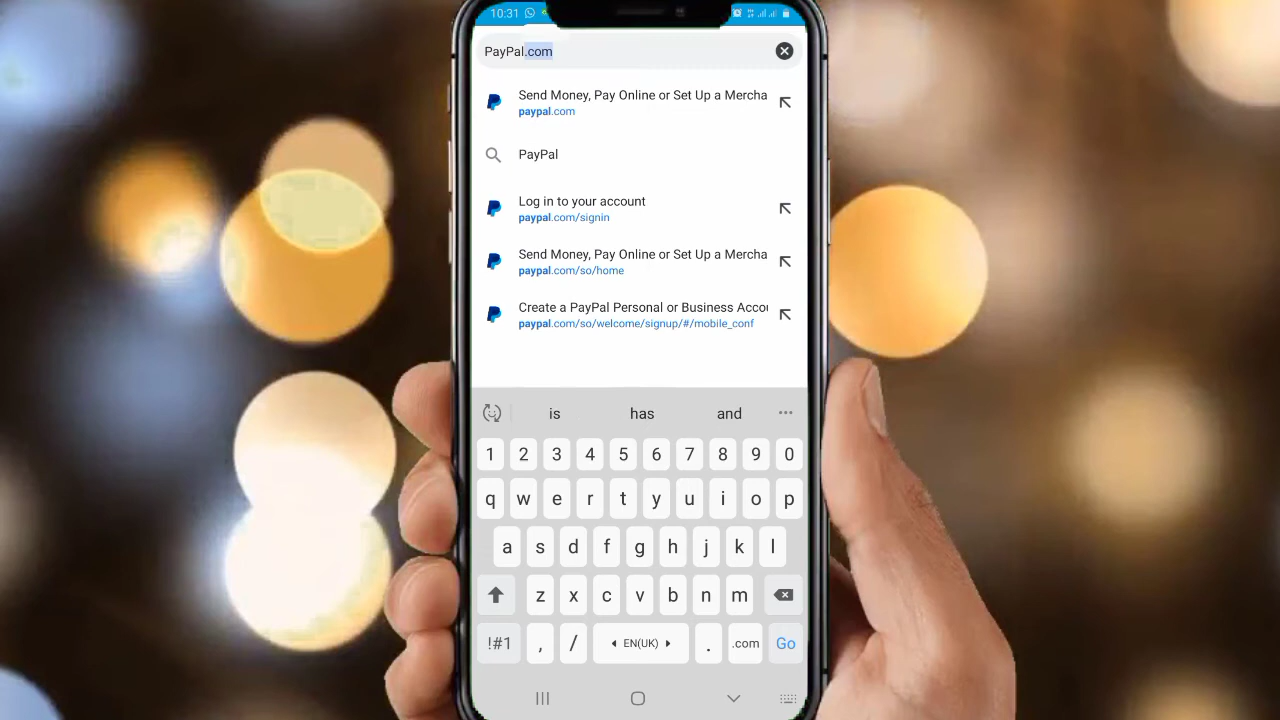 10:31
PayPal.com
Send Money, Pay Online or Set Up a Mercha
paypal.com
PayPal
Log in to your account
paypal.com/signin
Send Money, Pay Online or Set Up a Mercha
paypal.com/so/home
Create a PayPal Personal or Business Accou
paypal.com/so/welcome/signup/#/mobile_conf
is has and
1 2 3 4 5 6 7 8 9 0
q w e r t y u i o p
a s d f g h j k l
z x c v b n m
!#1 , / EN(UK) . .com Go